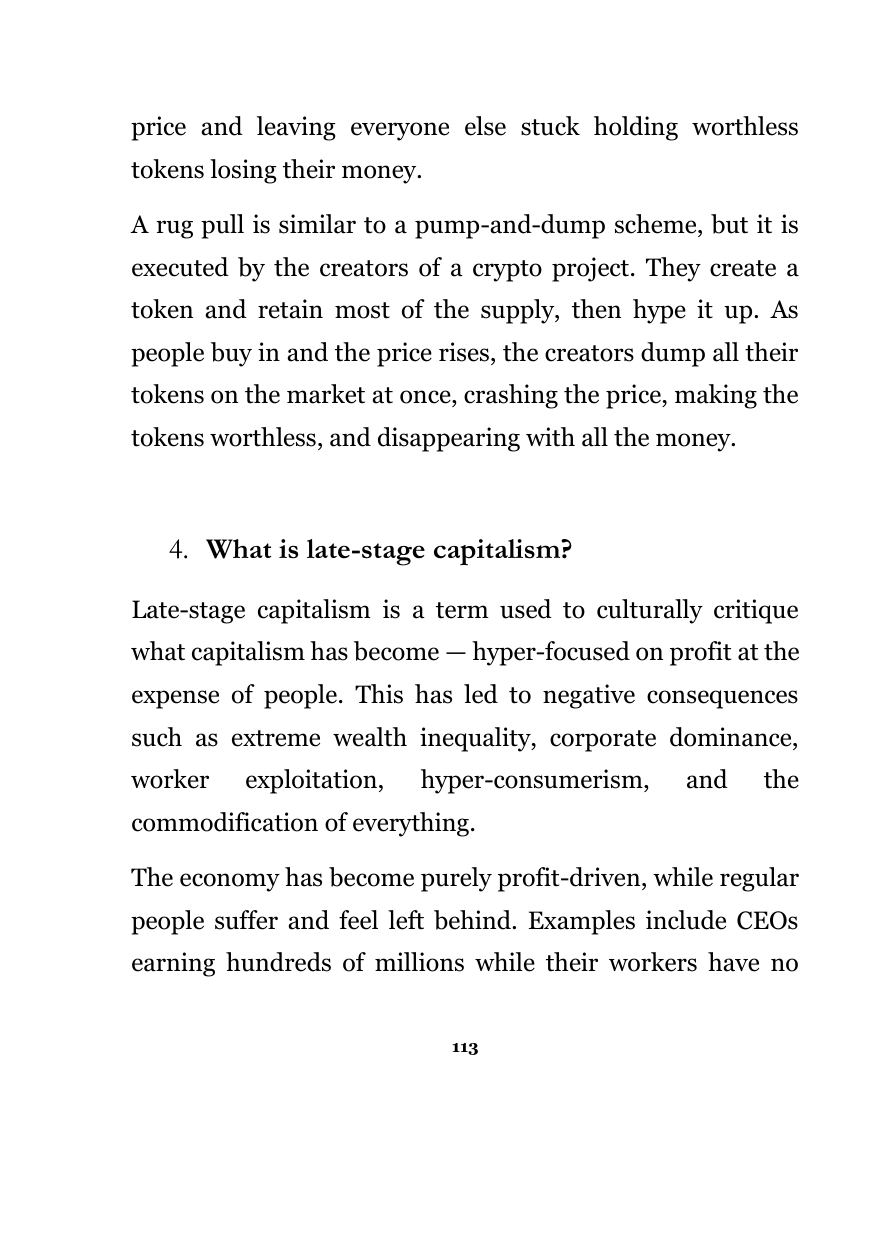 price and leaving everyone else stuck holding worthless
tokens losing their money.
A rug pull is similar to a pump-and-dump scheme, but it is
executed by the creators of a crypto project. They create a
token and retain most of the supply, then hype it up. As
people buy in and the price rises, the creators dump all their
tokens on the market at once, crashing the price, making the
tokens worthless, and disappearing with all the money.
4. What is late-stage capitalism?
Late-stage capitalism is a term used to culturally critique
what capitalism has become — hyper-focused on profit at the
expense of people. This has led to negative consequences
such as extreme wealth inequality, corporate dominance,
worker exploitation, hyper-consumerism, and the
commodification of everything.
The economy has become purely profit-driven, while regular
people suffer and feel left behind. Examples include CEOs
earning hundreds of millions while their workers have no
113